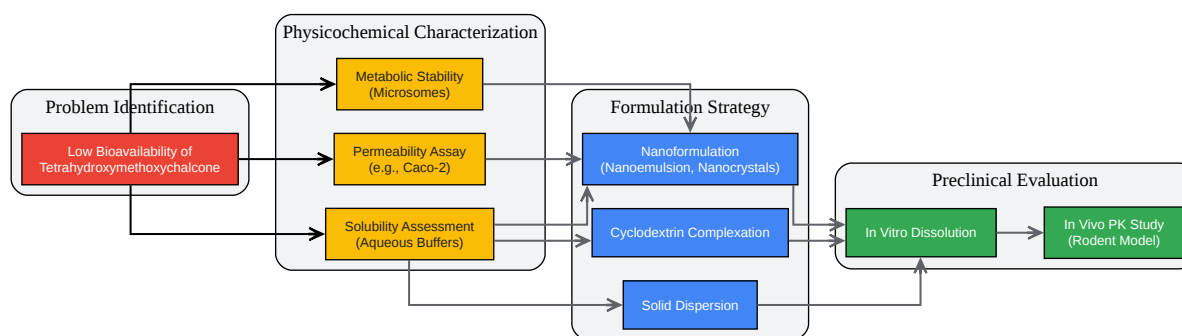 Problem Identification
Low Bioavailability of
Tetrahydroxymethoxychalcone
Physicochemical Characterization
Metabolic Stability
(Microsomes)
Permeability Assay
(e.g., Caco-2)
Solubility Assessment
(Aqueous Buffers)
Formulation Strategy
Nanoformulation
(Nanoemulsion, Nanocrystals)
Cyclodextrin Complexation
Solid Dispersion
Preclinical Evaluation
In Vitro Dissolution
In Vivo PK Study
(Rodent Model)